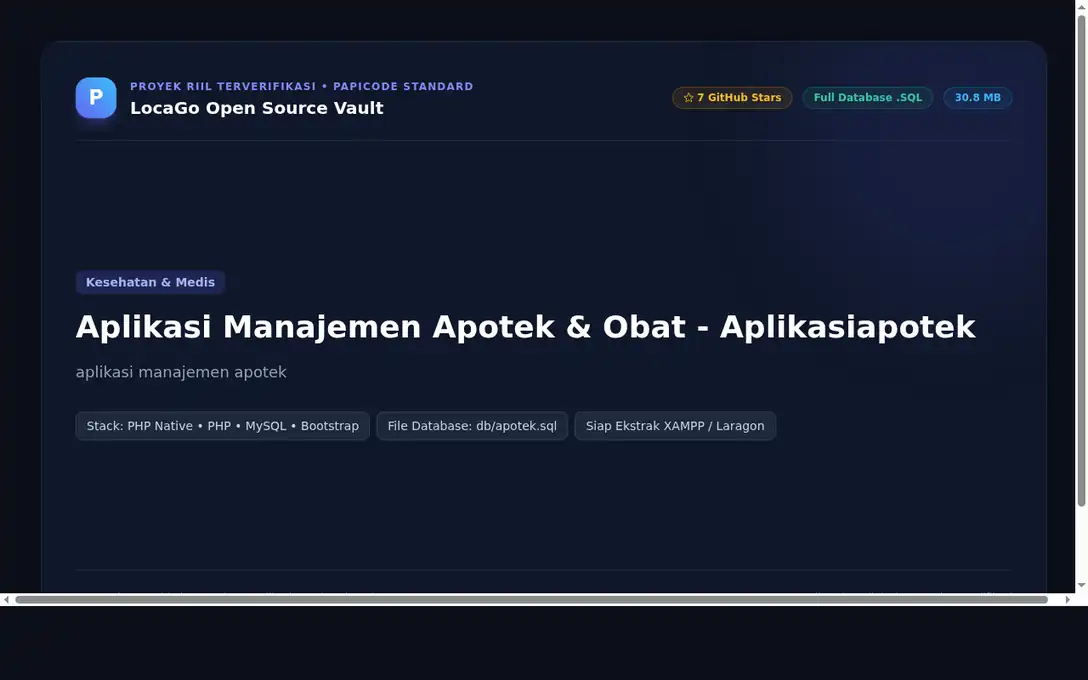 P
PROYEK RIIL TERVERIFIKASI • PAPICODE STANDARD
LocaGo Open Source Vault
☆ 7 GitHub Stars
Full Database .SQL
30.8 MB
Kesehatan & Medis
Aplikasi Manajemen Apotek & Obat - Aplikasiapotek
aplikasi manajemen apotek
Stack: PHP Native • PHP • MySQL • Bootstrap
File Database: db/apotek.sql
Siap Ekstrak XAMPP / Laragon